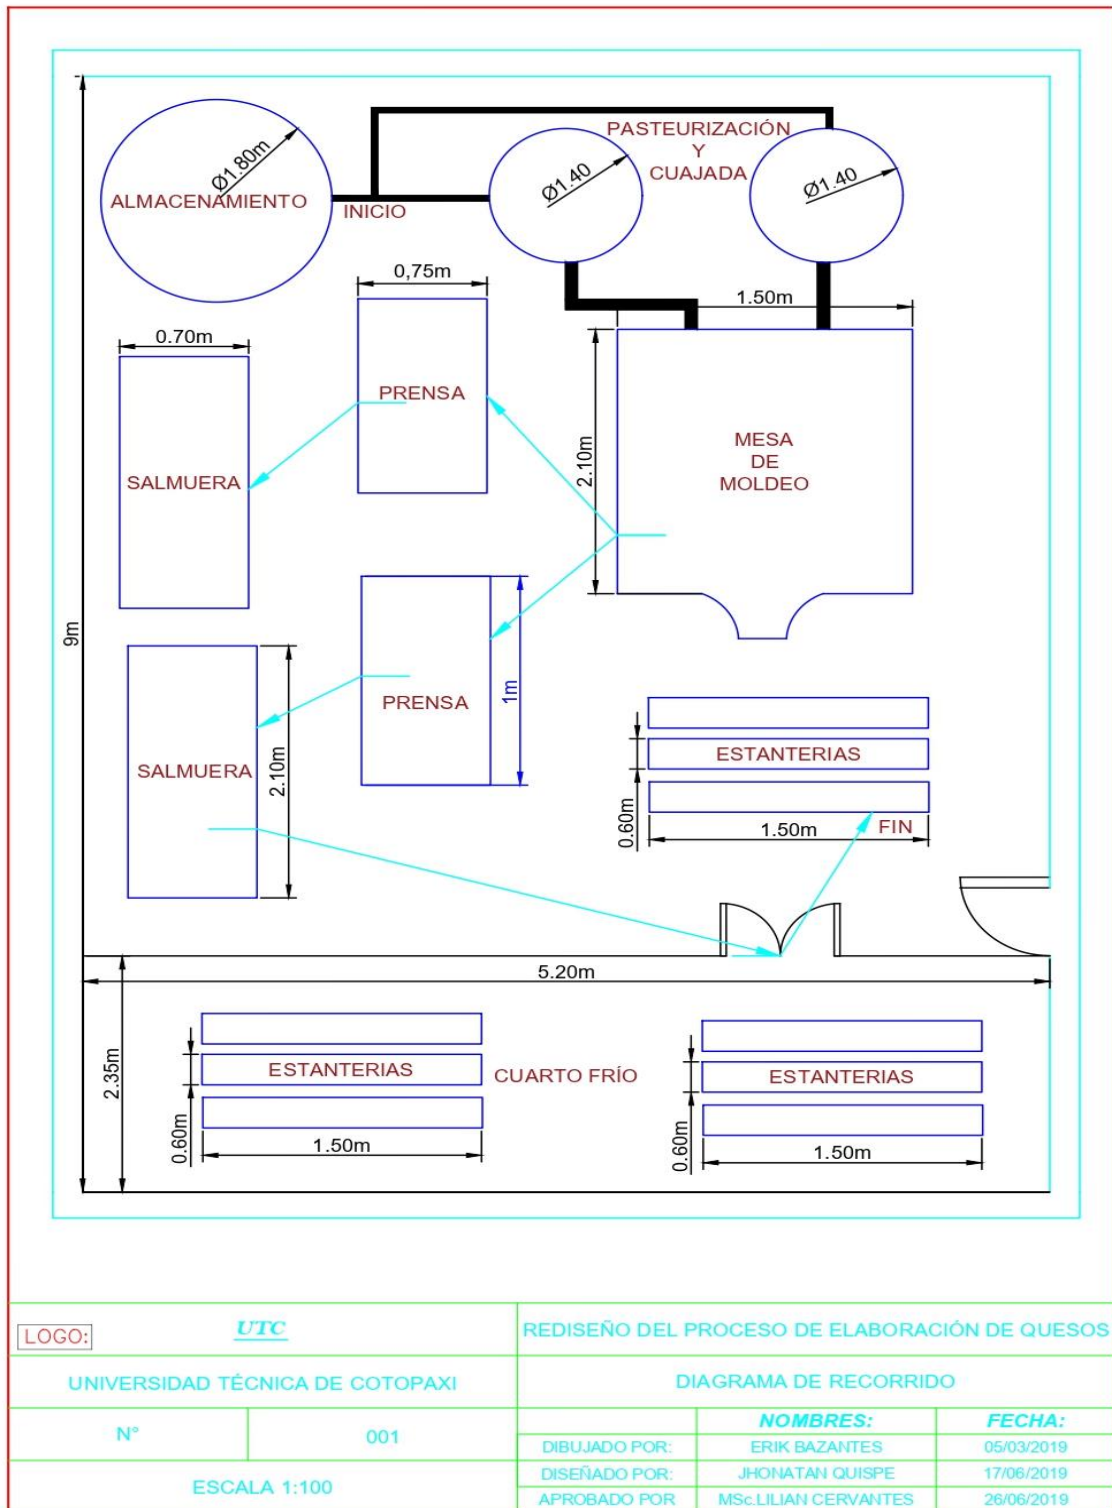 PASTEURIZACIÓN
Y
CUAJADA
Ø1.80m
Ø1.40
Ø1.40
ALMACENAMIENTO
INICIO
0,75m
1.50m
0.70m
PRENSA
MESA
DE
MOLDEO
2.10m
SALMUERA
9m
PRENSA
1m
SALMUERA
2.10m
ESTANTERIAS
0.60m
1.50m
FIN
5.20m
2.35m
ESTANTERIAS
CUARTO FRÍO
ESTANTERIAS
0.60m
1.50m
0.60m
1.50m
LOGO:
UTC
REDISEÑO DEL PROCESO DE ELABORACIÓN DE QUESOS
UNIVERSIDAD TÉCNICA DE COTOPAXI
DIAGRAMA DE RECORRIDO
N°
001
NOMBRES:
FECHA:
DIBUJADO POR:
ERIK BAZANTES
05/03/2019
DISEÑADO POR:
JHONATAN QUISPE
17/06/2019
ESCALA 1:100
APROBADO POR
MSc.LILIAN CERVANTES
26/06/2019